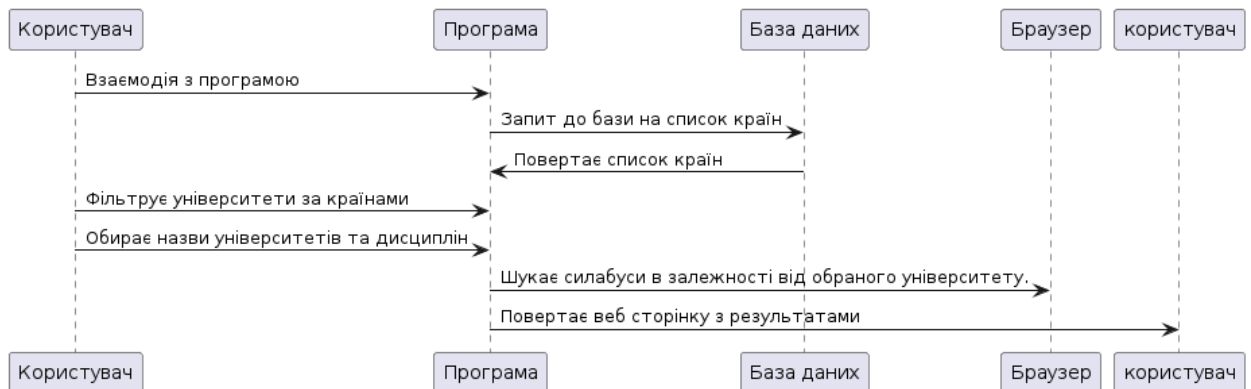 Користувач
Програма
База даних
Браузер
користувач
Взаємодія з програмою
Запит до бази на список країн
Повертає список країн
Фільтрує університети за країнами
Обирає назви університетів та дисциплін
Шукає силабуси в залежності від обраного університету.
Повертає веб сторінку з результатами
Користувач
Програма
База даних
Браузер
користувач